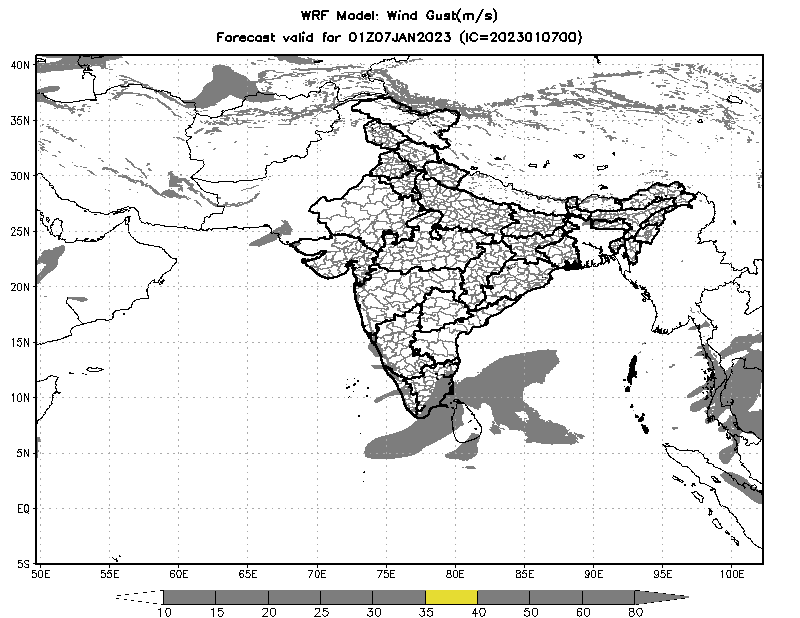 WRF Model: Wind Gust(m/s)
Forecast valid for 01Z07JAN2023 (IC=2023010700)
40N
35N
30N
25N
20N
15N
10N
5N
EQ
5S
50E 55E 60E 65E 70E 75E 80E 85E 90E 95E 100E
10 15 20 25 30 35 40 50 60 80